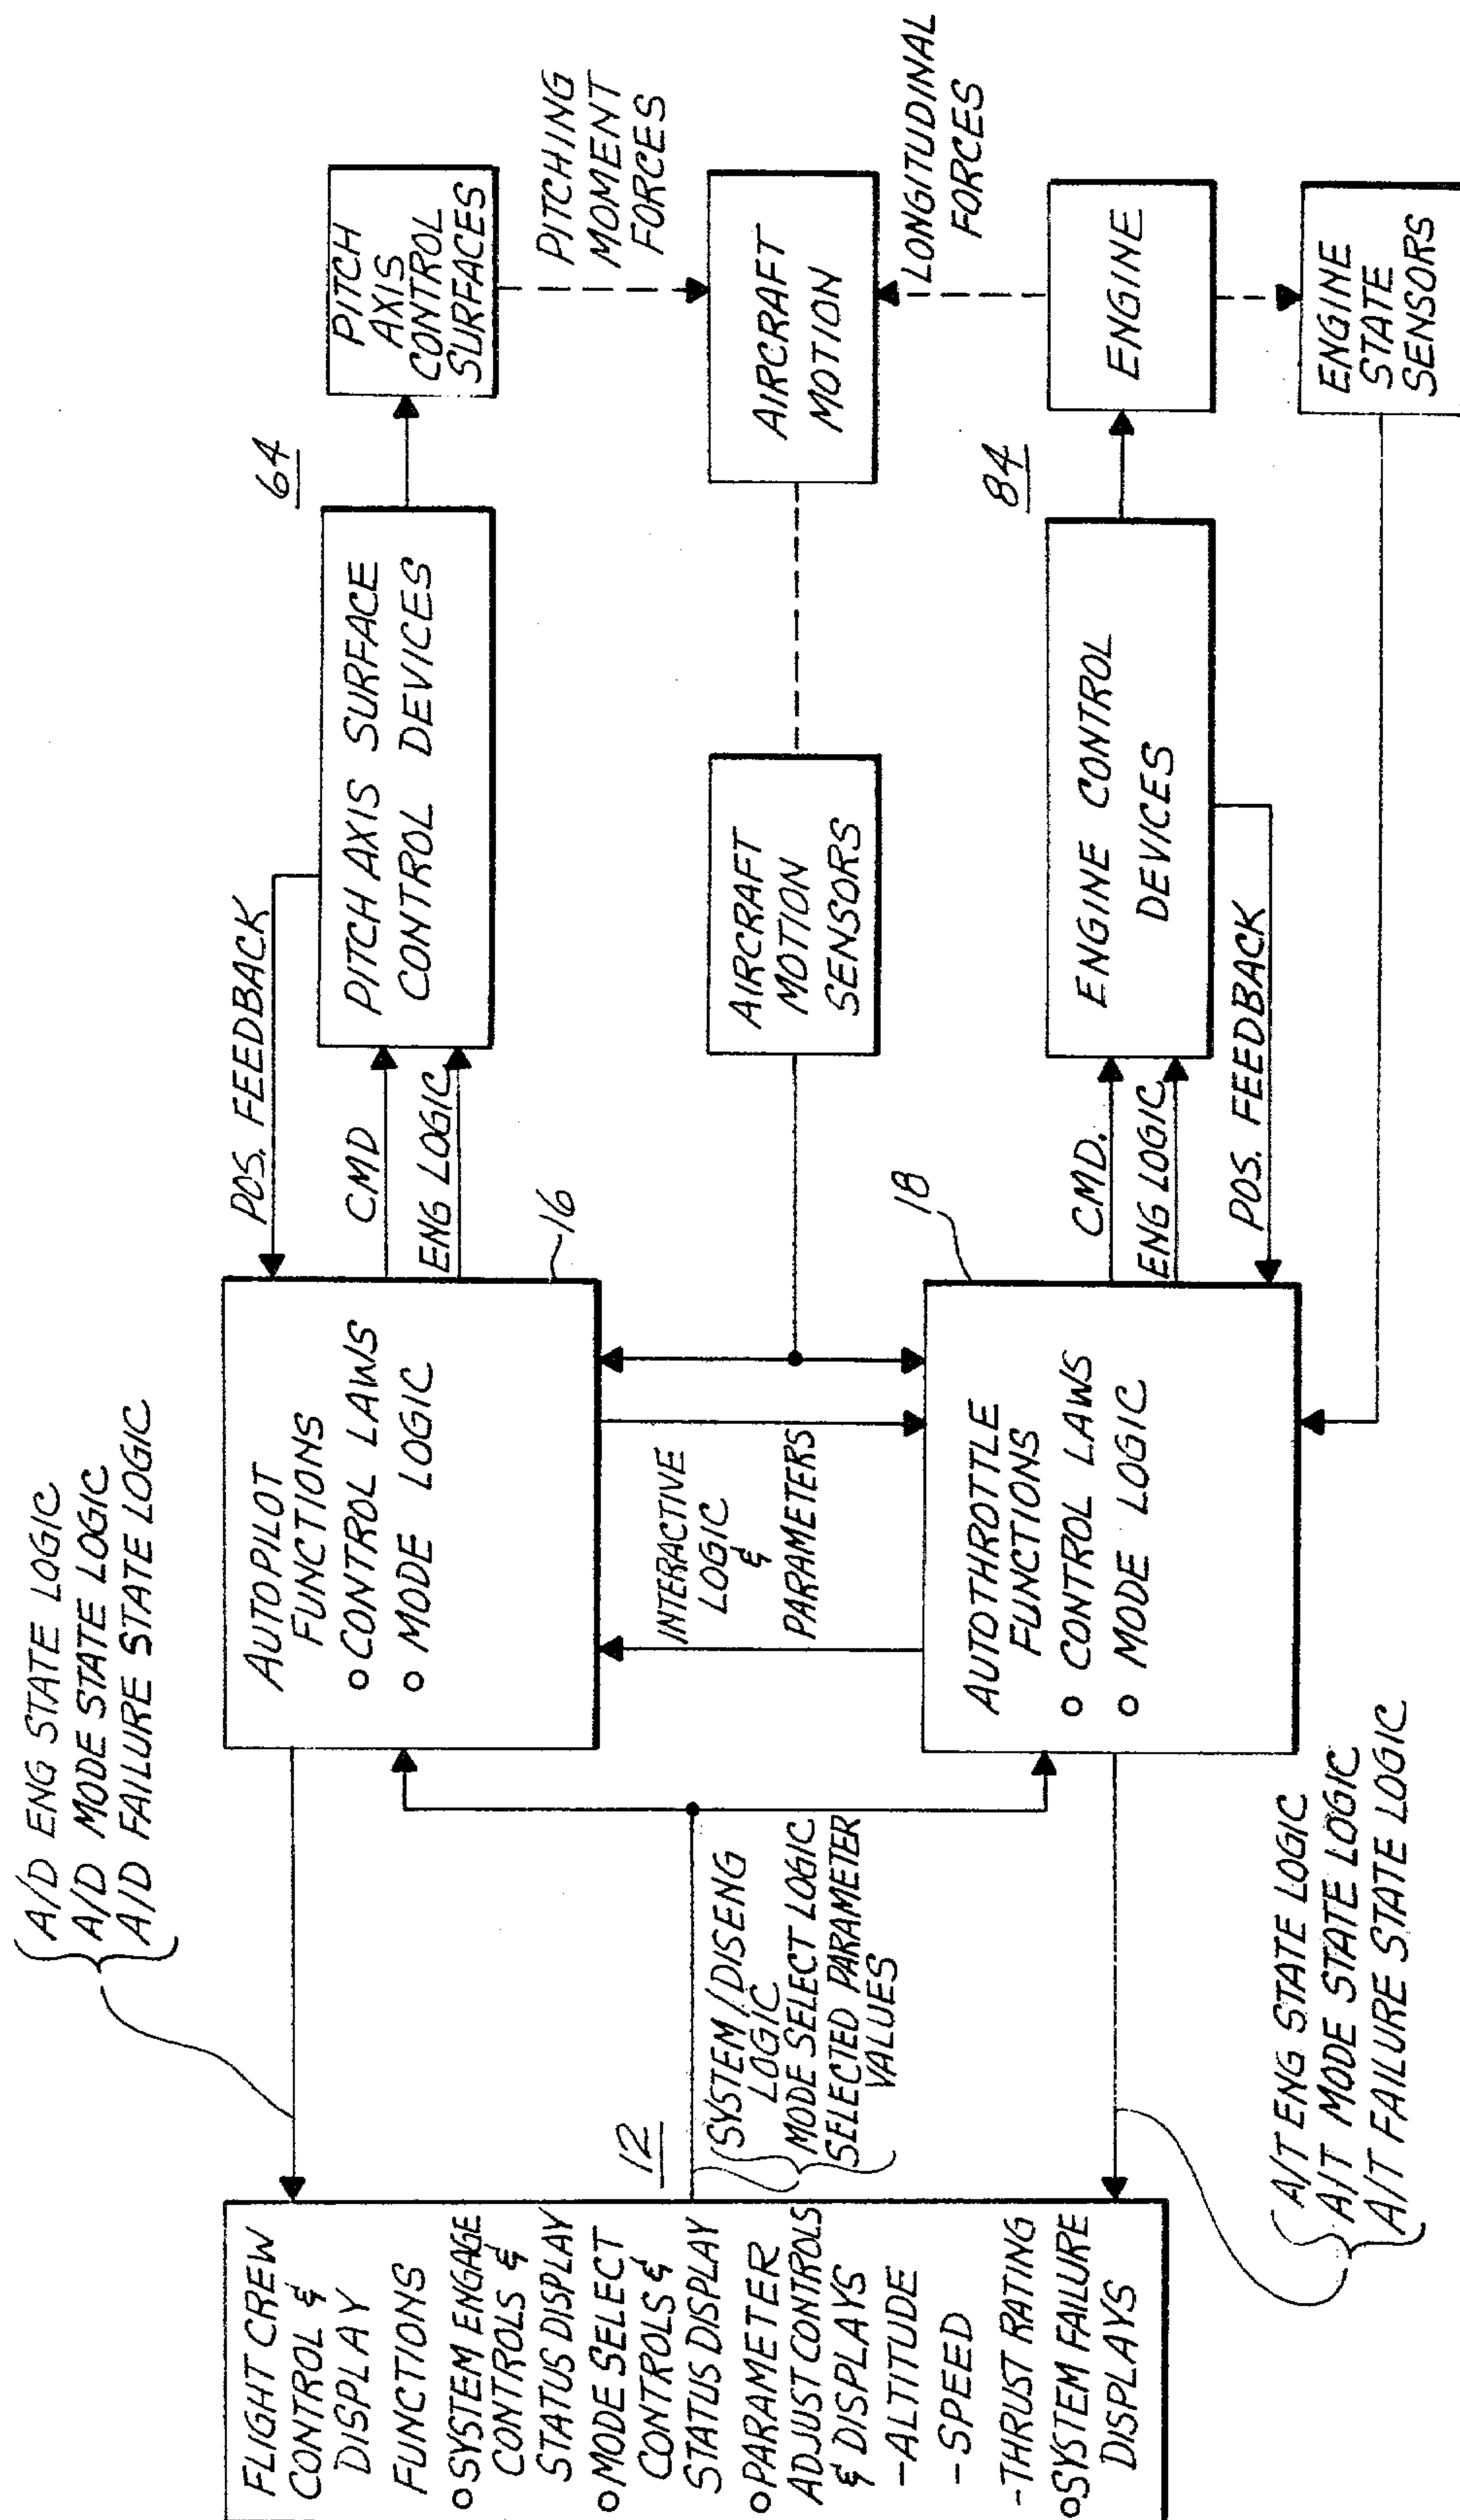 A/D ENG STATE LOGIC
A/D MODE STATE LOGIC
A/D FAILURE STATE LOGIC
FLIGHT CREW
CONTROL &
DISPLAY
FUNCTIONS
o SYSTEM ENGAGE
CONTROLS &
STATUS DISPLAY
o MODE SELECT
CONTROLS &
STATUS DISPLAY
o PARAMETER
ADJUST CONTROLS
& DISPLAYS
-ALTITUDE
-SPEED
-THRUST RATING
o SYSTEM FAILURE
DISPLAYS
12
SYSTEM/DISENG
LOGIC
MODE SELECT LOGIC
SELECTED PARAMETER
VALUES
AUTOPILOT
FUNCTIONS
o CONTROL LAWS
o MODE LOGIC
16
INTERACTIVE
LOGIC
&
PARAMETERS
AUTOTHROTTLE
FUNCTIONS
o CONTROL LAWS
o MODE LOGIC
18
A/T ENG STATE LOGIC
A/T MODE STATE LOGIC
A/T FAILURE STATE LOGIC
POS. FEEDBACK
CMD
ENG LOGIC
PITCH AXIS SURFACE
CONTROL DEVICES
64
PITCH
AXIS
CONTROL
SURFACES
PITCHING
MOMENT
FORCES
AIRCRAFT
MOTION
SENSORS
AIRCRAFT
MOTION
LONGITUDINAL
FORCES
CMD.
ENG LOGIC
POS. FEEDBACK
ENGINE CONTROL
DEVICES
84
ENGINE
ENGINE
STATE
SENSORS